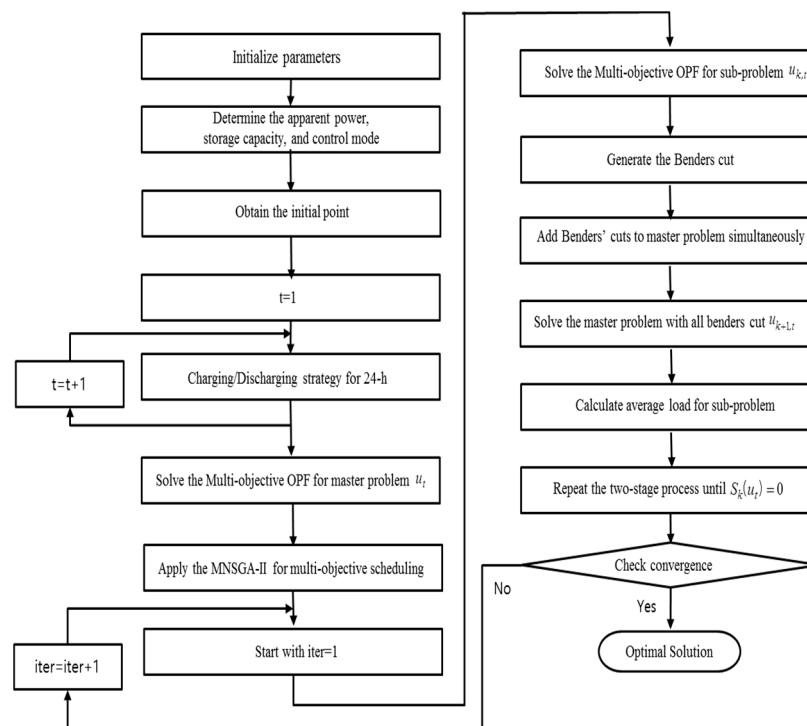 Initialize parameters
Determine the apparent power,
storage capacity, and control mode
Obtain the initial point
t=1
t=t+1
Charging/Discharging strategy for 24-h
Solve the Multi-objective OPF for master problem u_t
Apply the MNSGA-II for multi-objective scheduling
Start with iter=1
iter=iter+1
Solve the Multi-objective OPF for sub-problem u_{k,t}
Generate the Benders cut
Add Benders' cuts to master problem simultaneously
Solve the master problem with all benders cut u_{k+1,t}
Calculate average load for sub-problem
Repeat the two-stage process until S_k(u_t) = 0
Check convergence
No
Yes
Optimal Solution